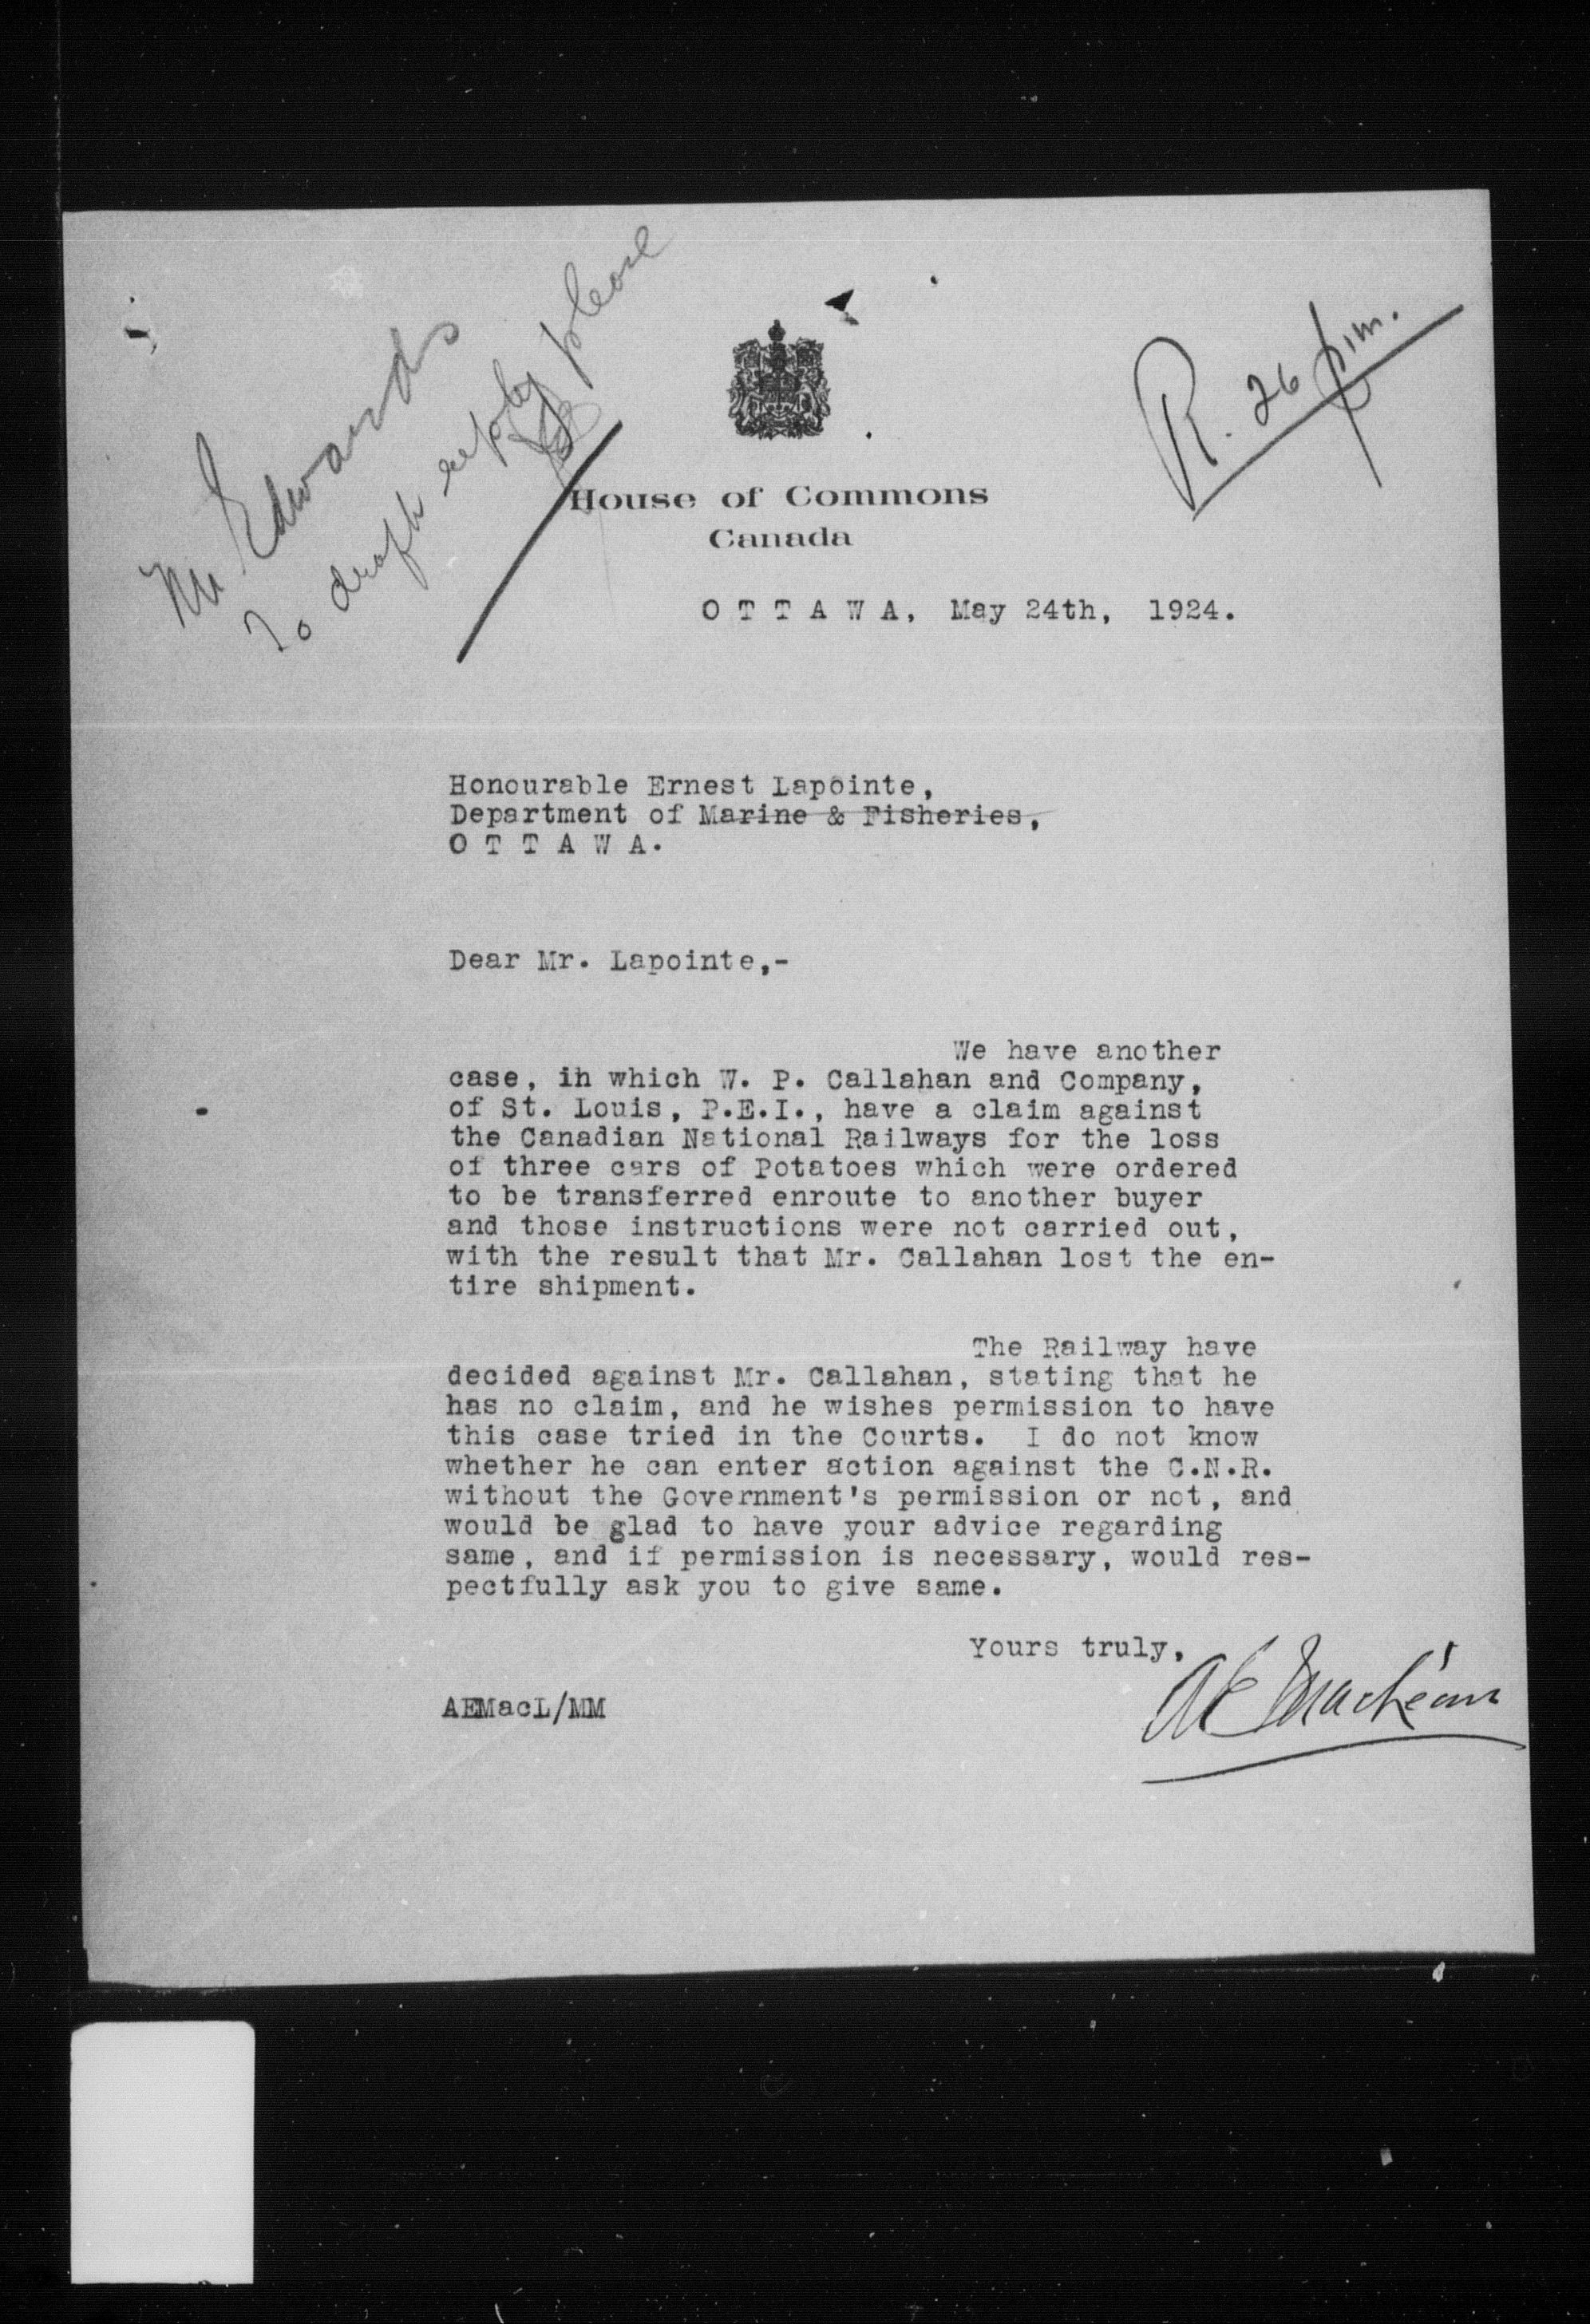 Mr Edwards
To draft reply please
R. 26 p.m.
House of Commons
Canada
O T T A W A, May 24th, 1924.
Honourable Ernest Lapointe,
Department of Marine & Fisheries,
O T T A W A.
Dear Mr. Lapointe,-
We have another
case, in which W. P. Callahan and Company,
of St. Louis, P.E.I., have a claim against
the Canadian National Railways for the loss
of three cars of Potatoes which were ordered
to be transferred enroute to another buyer
and those instructions were not carried out,
with the result that Mr. Callahan lost the en-
tire shipment.
The Railway have
decided against Mr. Callahan, stating that he
has no claim, and he wishes permission to have
this case tried in the Courts. I do not know
whether he can enter action against the C.N.R.
without the Government's permission or not, and
would be glad to have your advice regarding
same, and if permission is necessary, would res-
pectfully ask you to give same.
Yours truly,
AE MacLean
AEMacL/MM